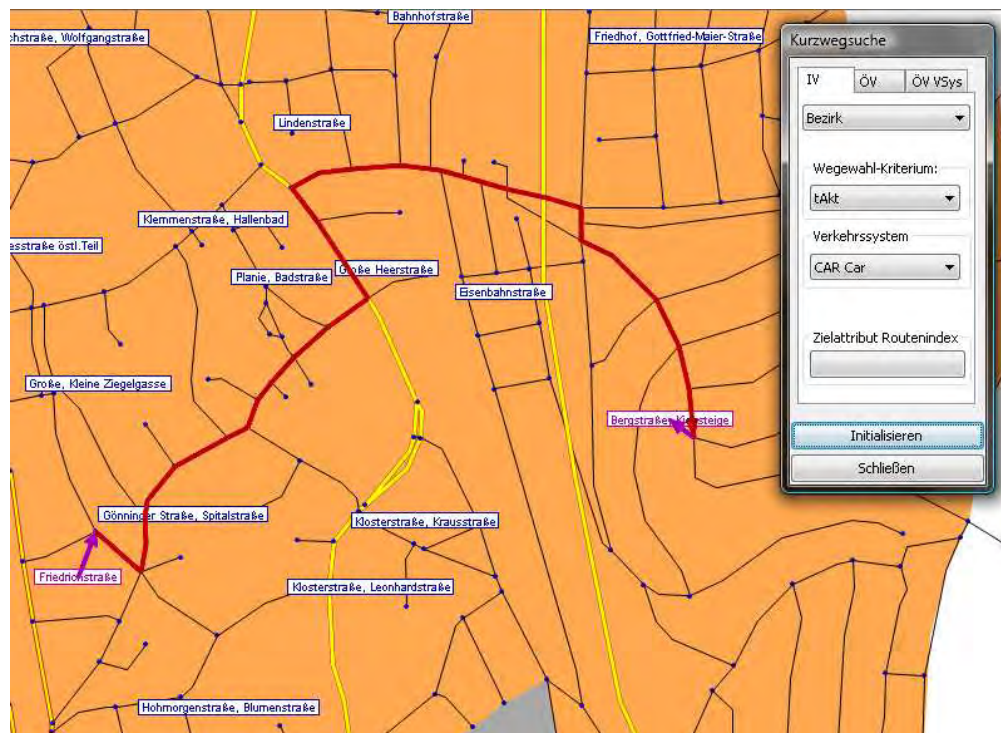 Bahnhofstraße
chstraße, Wolfgangstraße
Friedhof, Gottfried-Maier-Straße
Lindenstraße
Klemmenstraße, Hallenbad
esstraße östl.Teil
Große Heerstraße
Planie, Badstraße
Eisenbahnstraße
Große, Kleine Ziegelgasse
Bergstraße,
Gönninger Straße, Spitalstraße
Klosterstraße, Krausstraße
Friedrichstraße
Klosterstraße, Leonhardstraße
Hohmorgenstraße, Blumenstraße
Kurzwegsuche
IV ÖV ÖV VSys
Bezirk
Wegewahl-Kriterium:
tAkt
Verkehrssystem
CAR Car
Zielattribut Routenindex
Initialisieren
Schließen